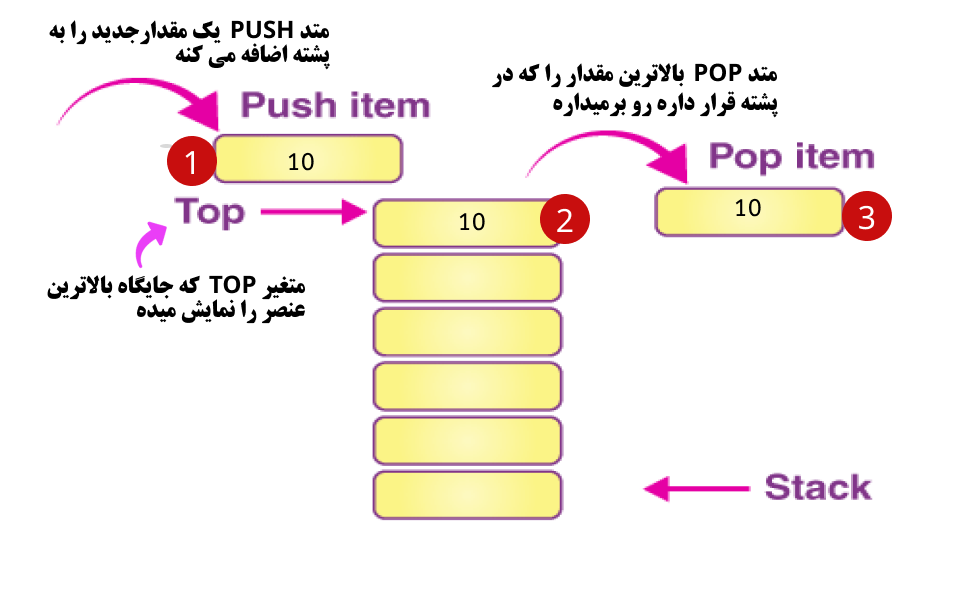 متد PUSH یک مقدارجدید را به
پشته اضافه می کنه
Push item
1
10
متد POP بالاترین مقدار را که در
پشته قرار داره رو برمیداره
Pop item
10
3
Top
10
2
متغیر TOP که جایگاه بالاترین
عنصر را نمایش میده
Stack